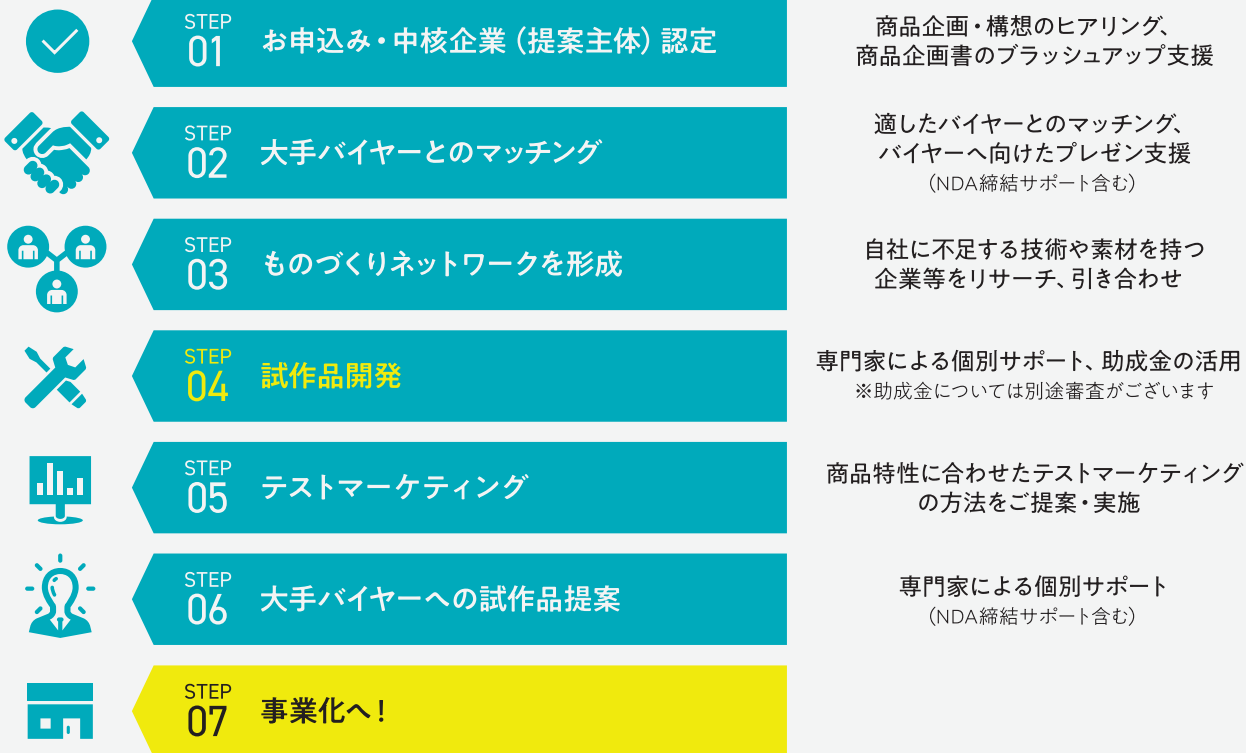 STEP
01
お申込み・中核企業（提案主体）認定
商品企画・構想のヒアリング、
商品企画書のブラッシュアップ支援
STEP
02
大手バイヤーとのマッチング
適したバイヤーとのマッチング、
バイヤーへ向けたプレゼン支援
（NDA締結サポート含む）
STEP
03
ものづくりネットワークを形成
自社に不足する技術や素材を持つ
企業等をリサーチ、引き合わせ
STEP
04
試作品開発
専門家による個別サポート、助成金の活用
※助成金については別途審査がございます
STEP
05
テストマーケティング
商品特性に合わせたテストマーケティング
の方法をご提案・実施
STEP
06
大手バイヤーへの試作品提案
専門家による個別サポート
（NDA締結サポート含む）
STEP
07
事業化へ！